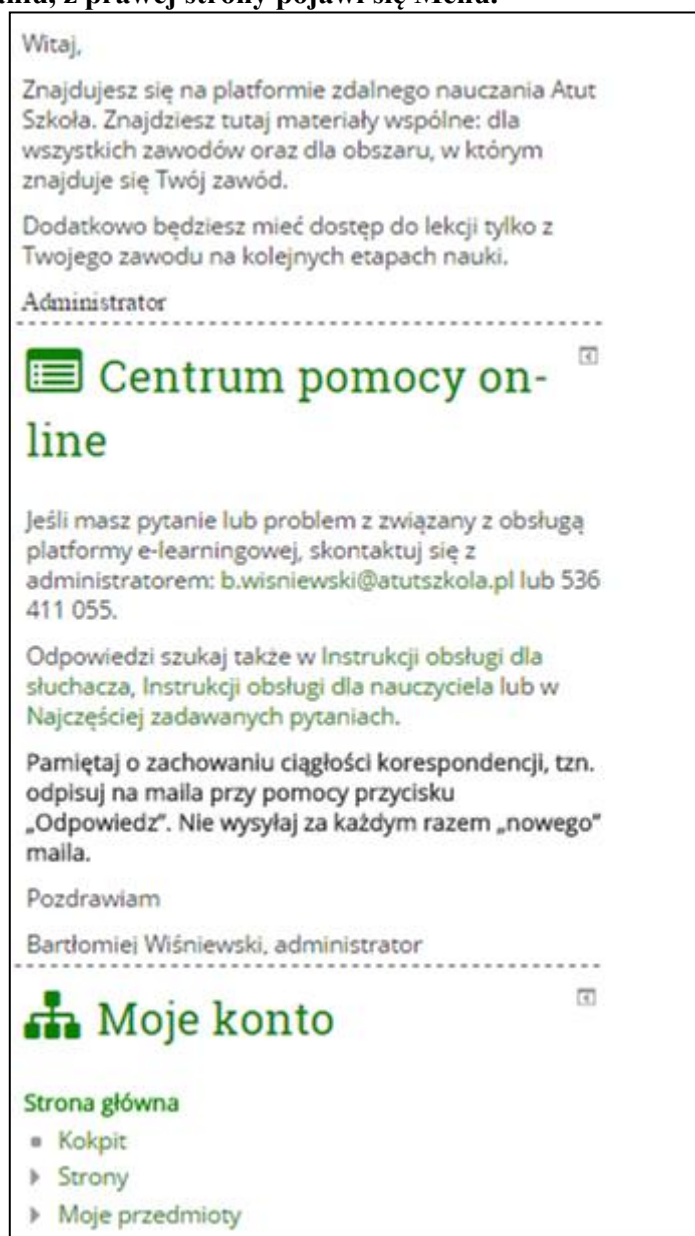 z prawej strony pojawi się Menu.
Witaj,
Znajdujesz się na platformie zdalnego nauczania Atut
Szkoła. Znajdziesz tutaj materiały wspólne: dla
wszystkich zawodów oraz dla obszaru, w którym
znajduje się Twój zawód.
Dodatkowo będziesz mieć dostęp do lekcji tylko z
Twojego zawodu na kolejnych etapach nauki.
Administrator
Centrum pomocy on-
line
Jeśli masz pytanie lub problem z związany z obsługą
platformy e-learningowej, skontaktuj się z
administratorem: b.wisniewski@atutszkola.pl lub 536
411 055.
Odpowiedzi szukaj także w Instrukcji obsługi dla
słuchacza, Instrukcji obsługi dla nauczyciela lub w
Najczęściej zadawanych pytaniach.
Pamiętaj o zachowaniu ciągłości korespondencji, tzn.
odpisuj na maila przy pomocy przycisku
„Odpowiedz”. Nie wysyłaj za każdym razem „nowego”
maila.
Pozdrawiam
Bartłomiej Wiśniewski, administrator
Moje konto
Strona główna
Kokpit
Strony
Moje przedmioty